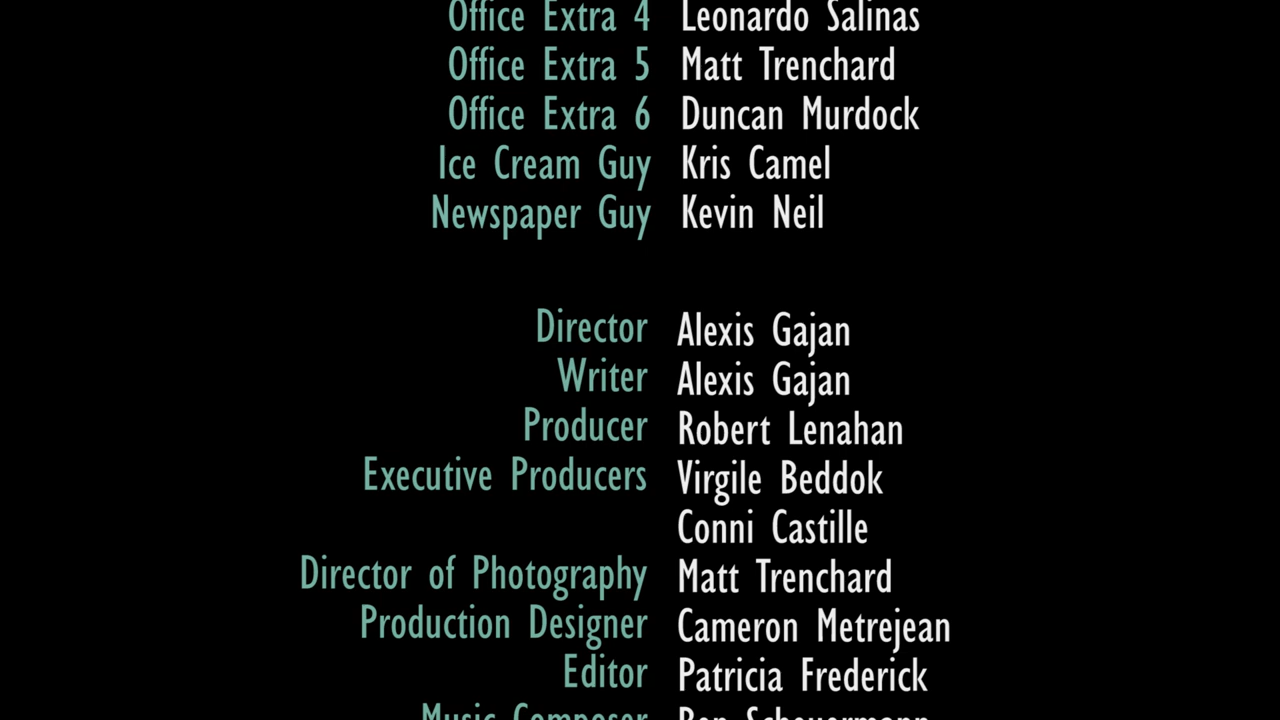 Office Extra 4 Leonardo Salinas
Office Extra 5 Matt Trenchard
Office Extra 6 Duncan Murdock
Ice Cream Guy Kris Camel
Newspaper Guy Kevin Neil
Director Alexis Gajan
Writer Alexis Gajan
Producer Robert Lenahan
Executive Producers Virgile Beddok
Conni Castille
Director of Photography Matt Trenchard
Production Designer Cameron Metrejean
Editor Patricia Frederick
Music Composer Ben